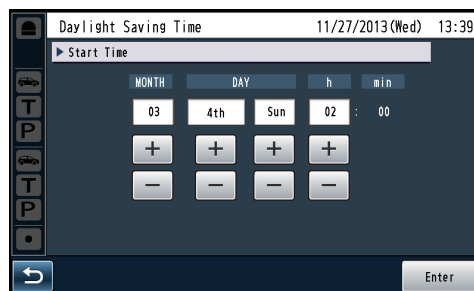 Daylight Saving Time 11/27/2013(Wed) 13:39
Start Time
MONTH DAY h min
03 4th Sun 02 : 00
+ + + +
− − − −
T
P
T
P
Enter